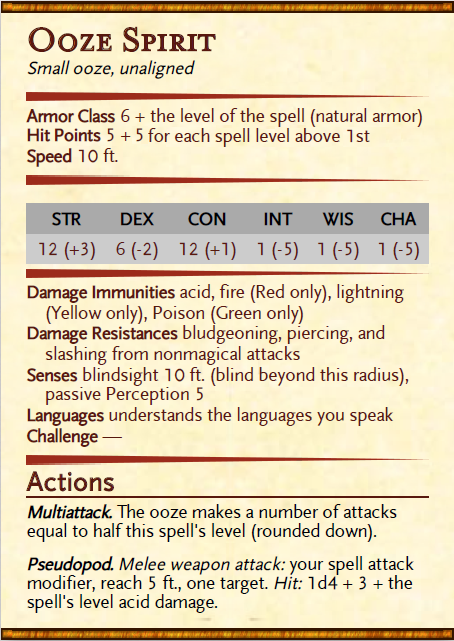 Ooze Spirit
Small ooze, unaligned
Armor Class 6 + the level of the spell (natural armor)
Hit Points 5 + 5 for each spell level above 1st
Speed 10 ft.
STR DEX CON INT WIS CHA
12 (+3) 6 (-2) 12 (+1) 1 (-5) 1 (-5) 1 (-5)
Damage Immunities acid, fire (Red only), lightning
(Yellow only), Poison (Green only)
Damage Resistances bludgeoning, piercing, and
slashing from nonmagical attacks
Senses blindsight 10 ft. (blind beyond this radius),
passive Perception 5
Languages understands the languages you speak
Challenge —
Actions
Multiattack. The ooze makes a number of attacks
equal to half this spell's level (rounded down).
Pseudopod. Melee weapon attack: your spell attack
modifier, reach 5 ft., one target. Hit: 1d4 + 3 + the
spell's level acid damage.